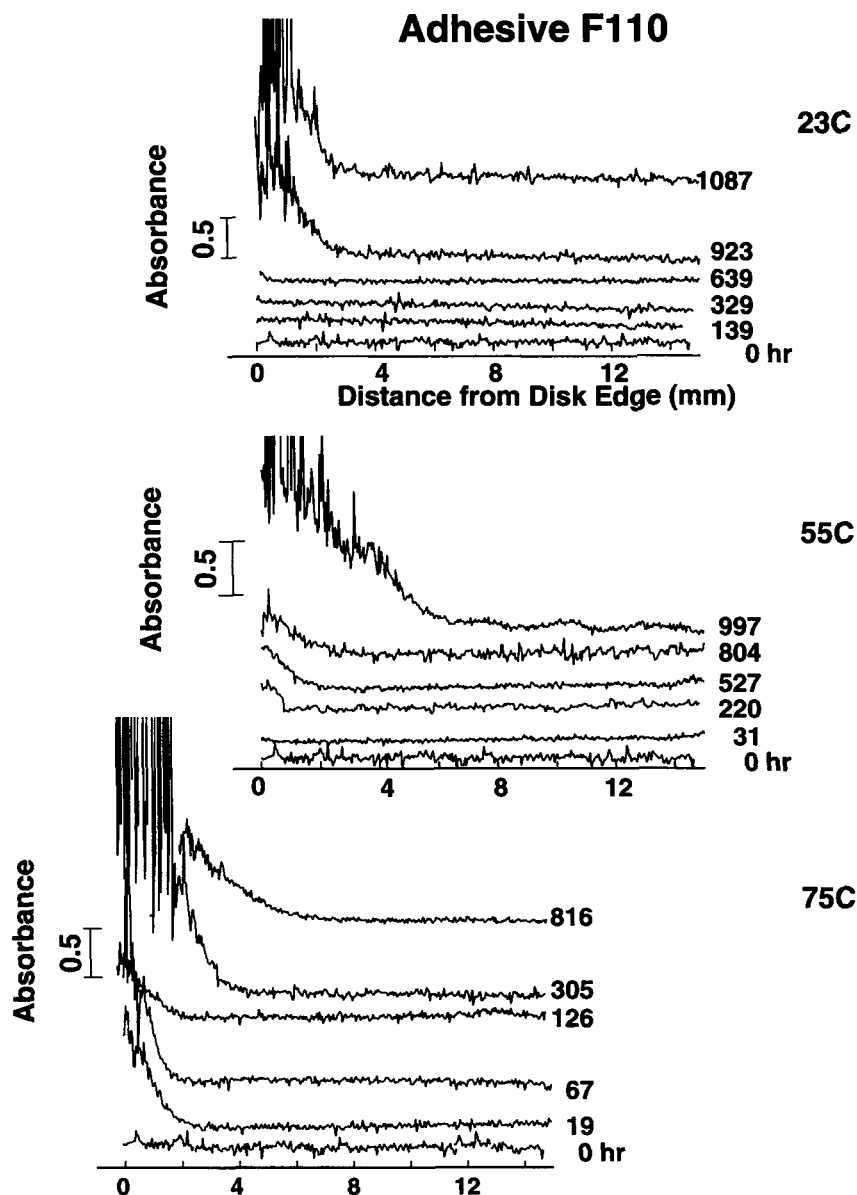 Adhesive F110
23C
Absorbance
0.5
1087
923
639
329
139
0 hr
0 4 8 12
Distance from Disk Edge (mm)
55C
Absorbance
0.5
997
804
527
220
31
0 hr
0 4 8 12
75C
Absorbance
0.5
816
305
126
67
19
0 hr
0 4 8 12